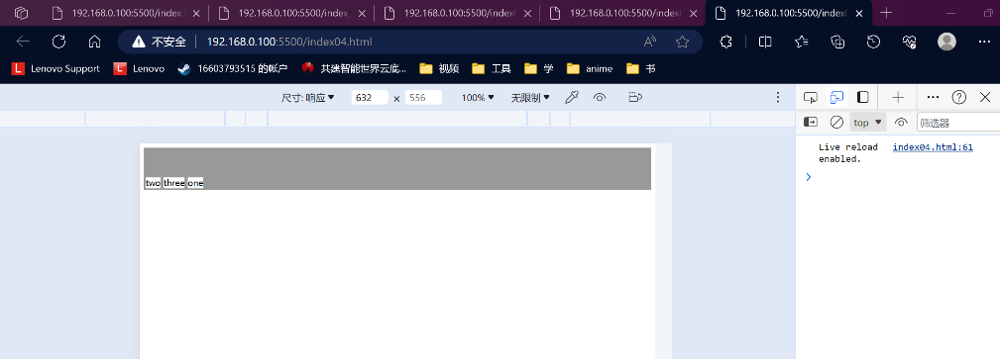 192.168.0.100:5500/index 192.168.0.100:5500/index_ 192.168.0.100:5500/index 192.168.0.100:5500/index 192.168.0.100:5500/index
不安全 192.168.0.100:5500/index04.html
Lenovo Support Lenovo 16603793515 的帐户 共建智能世界云底... 视频 工具 学 anime 书
尺寸: 响应 632 × 556 100% 无限制
top 筛选器
Live reload enabled. index04.html:61
two three one